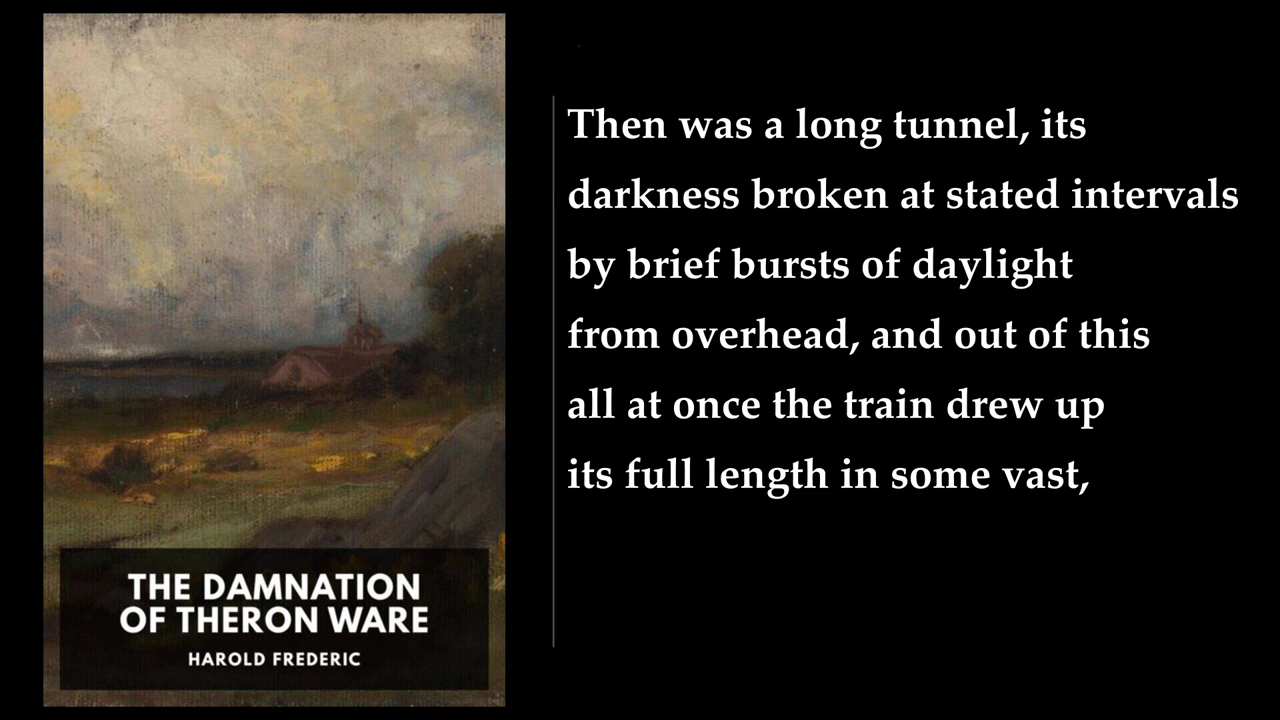 THE DAMNATION
OF THERON WARE
HAROLD FREDERIC
Then was a long tunnel, its
darkness broken at stated intervals
by brief bursts of daylight
from overhead, and out of this
all at once the train drew up
its full length in some vast,